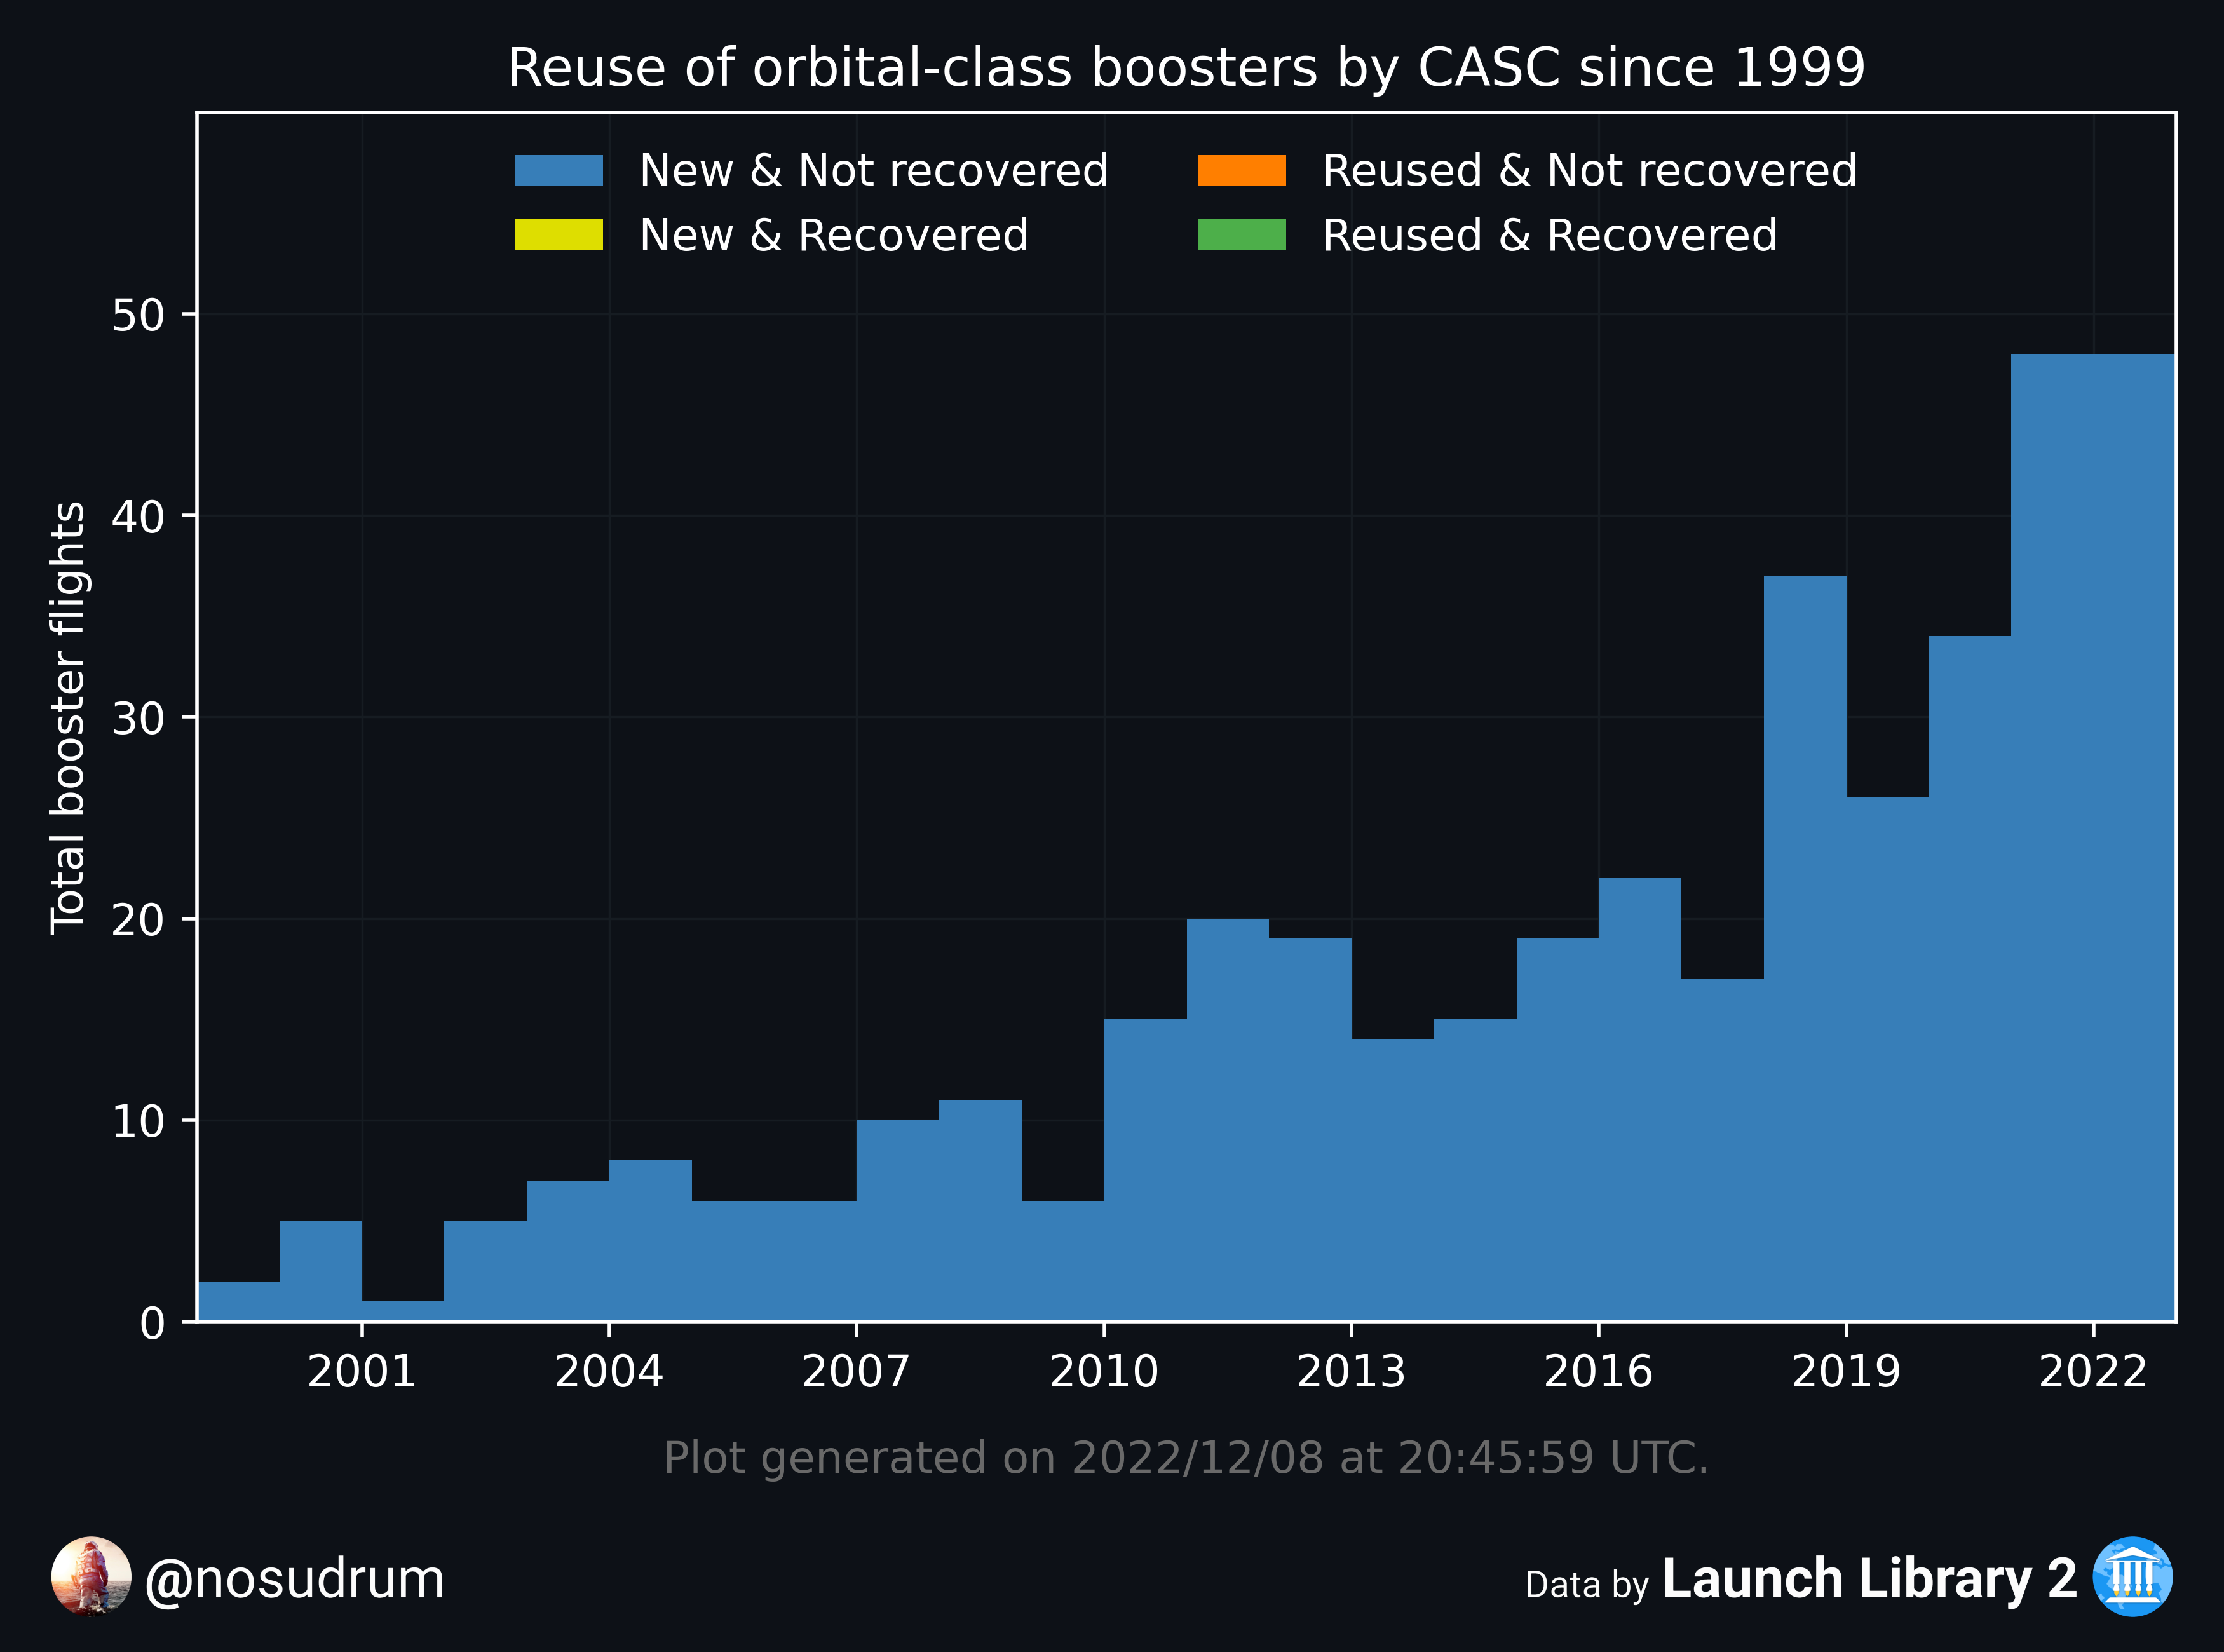 Reuse of orbital-class boosters by CASC since 1999
New & Not recovered
New & Recovered
Reused & Not recovered
Reused & Recovered
Total booster flights
50
40
30
20
10
0
2001 2004 2007 2010 2013 2016 2019 2022
Plot generated on 2022/12/08 at 20:45:59 UTC.
@nosudrum
Data by Launch Library 2